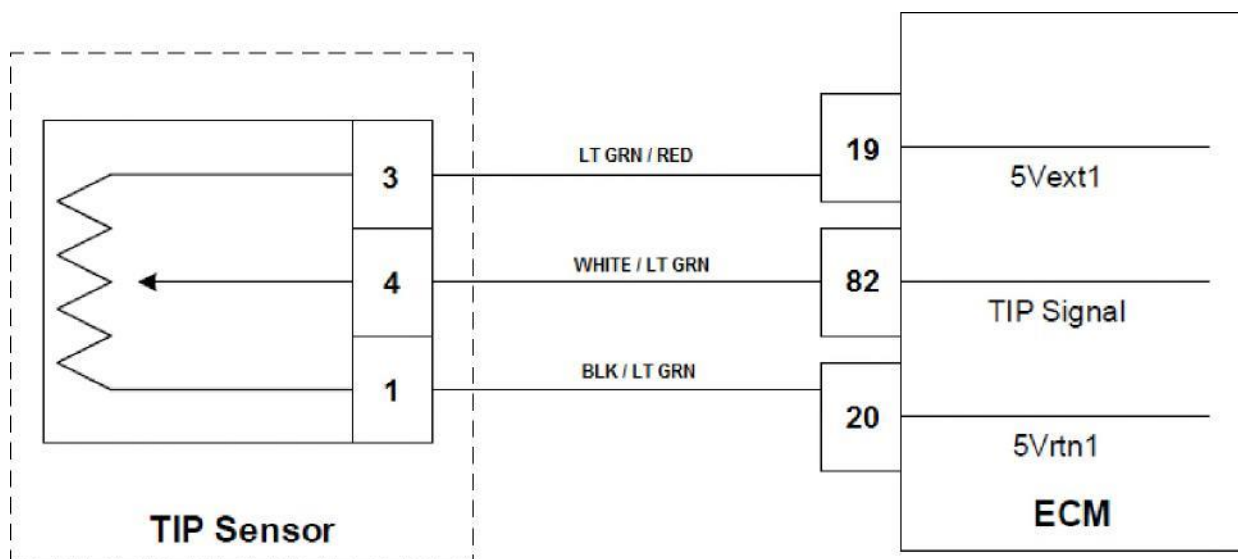 3
LT GRN / RED
19
5Vext1
4
WHITE / LT GRN
82
TIP Signal
1
BLK / LT GRN
20
5Vrtn1
TIP Sensor
ECM